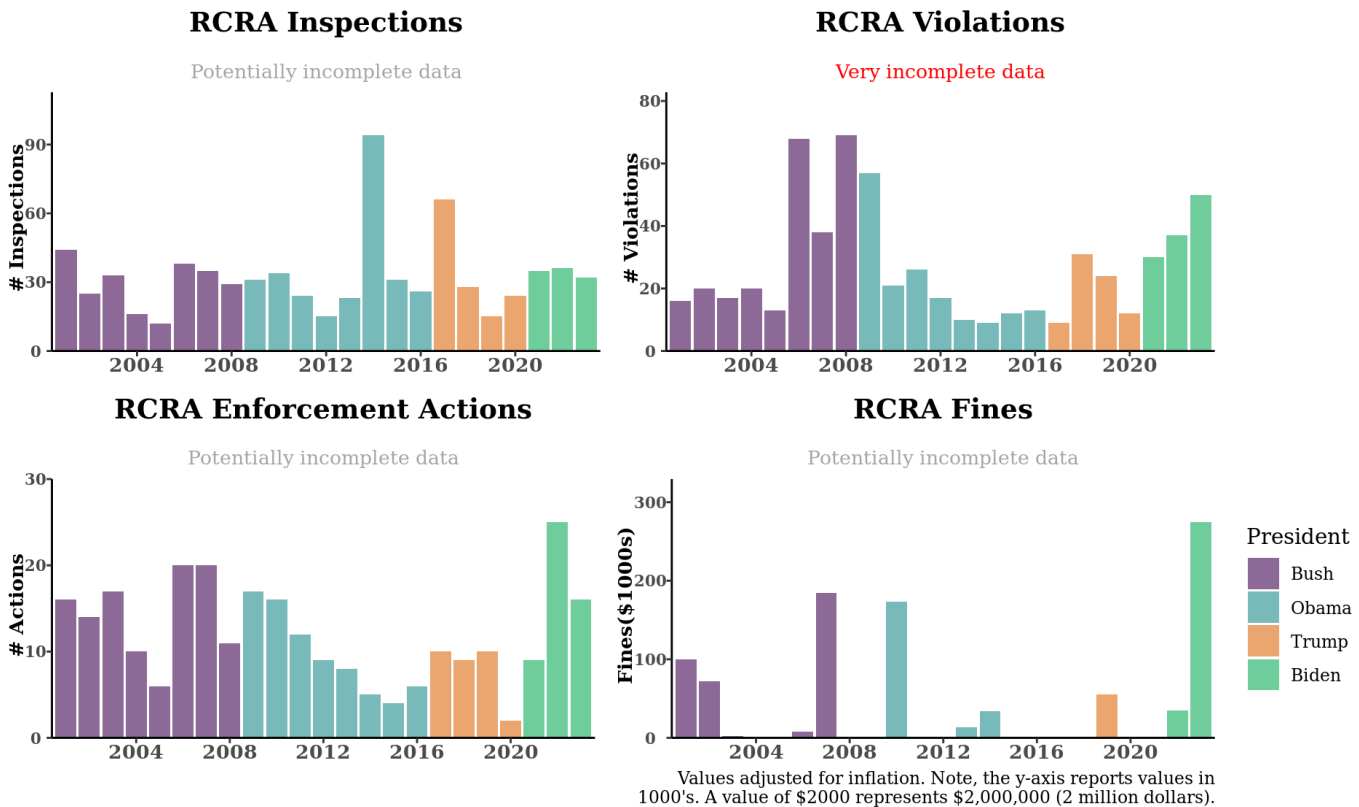 RCRA Inspections
Potentially incomplete data
# Inspections
90
60
30
0
2004 2008 2012 2016 2020
RCRA Violations
Very incomplete data
# Violations
80
60
40
20
0
2004 2008 2012 2016 2020
RCRA Enforcement Actions
Potentially incomplete data
# Actions
30
20
10
0
2004 2008 2012 2016 2020
RCRA Fines
Potentially incomplete data
Fines($1000s)
300
200
100
0
2004 2008 2012 2016 2020
President
Bush
Obama
Trump
Biden
Values adjusted for inflation. Note, the y-axis reports values in
1000's. A value of $2000 represents $2,000,000 (2 million dollars).